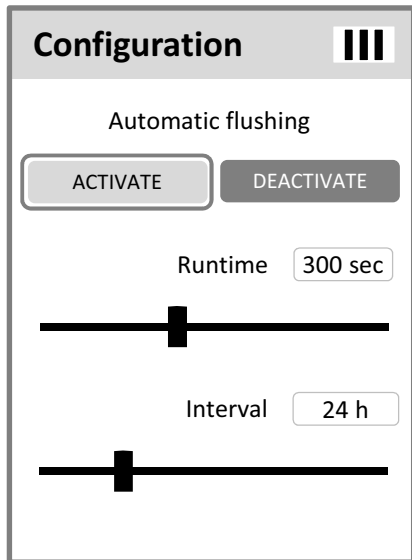 Configuration
Automatic flushing
ACTIVATE DEACTIVATE
Runtime 300 sec
Interval 24 h